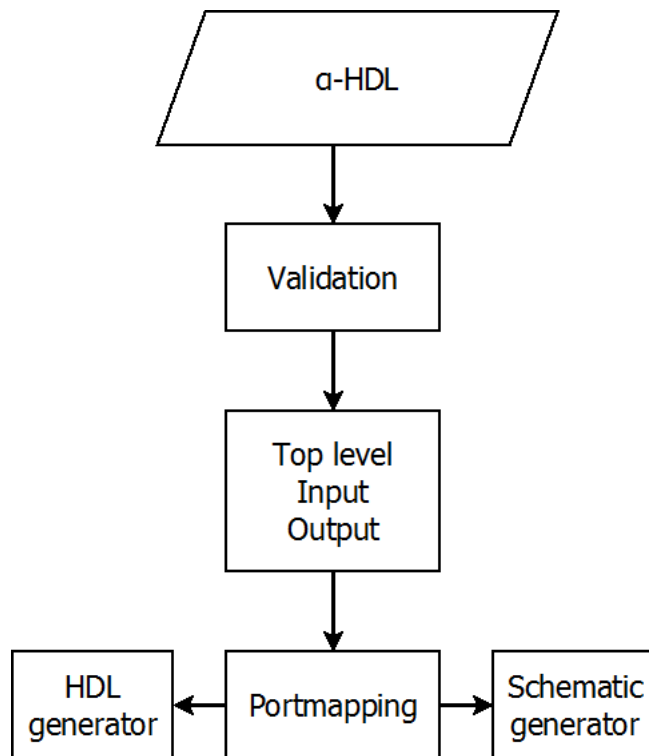 α-HDL
Validation
Top level
Input
Output
HDL
generator
Portmapping
Schematic
generator